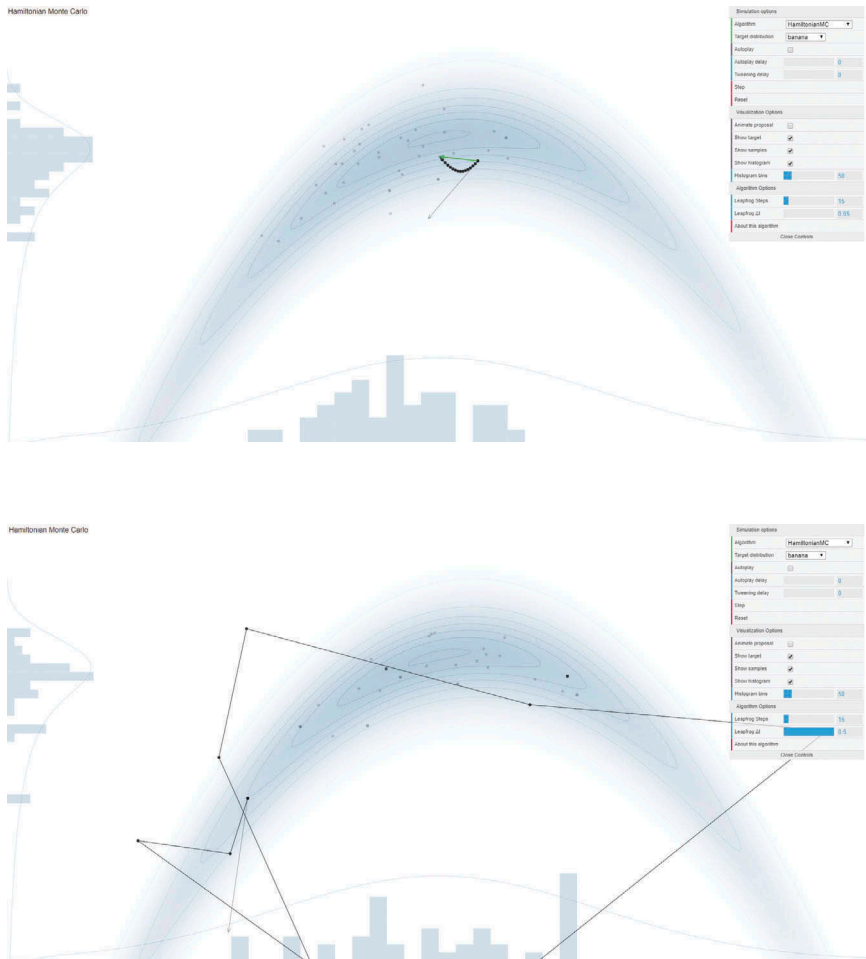 Hamiltonian Monte Carlo
Simulation options
Algorithm HamiltonianMC
Target distribution banana
Autoplay
Autoplay delay 0
Tweening delay 0
Step
Reset
Visualization Options
Animate proposal
Show target
Show samples
Show histogram
Histogram bins 50
Algorithm Options
Leapfrog Steps 15
Leapfrog Δt 0.05
About this algorithm
Close Controls
Hamiltonian Monte Carlo
Simulation options
Algorithm HamiltonianMC
Target distribution banana
Autoplay
Autoplay delay 0
Tweening delay 0
Step
Reset
Visualization Options
Animate proposal
Show target
Show samples
Show histogram
Histogram bins 50
Algorithm Options
Leapfrog Steps 15
Leapfrog Δt 0.5
About this algorithm
Close Controls